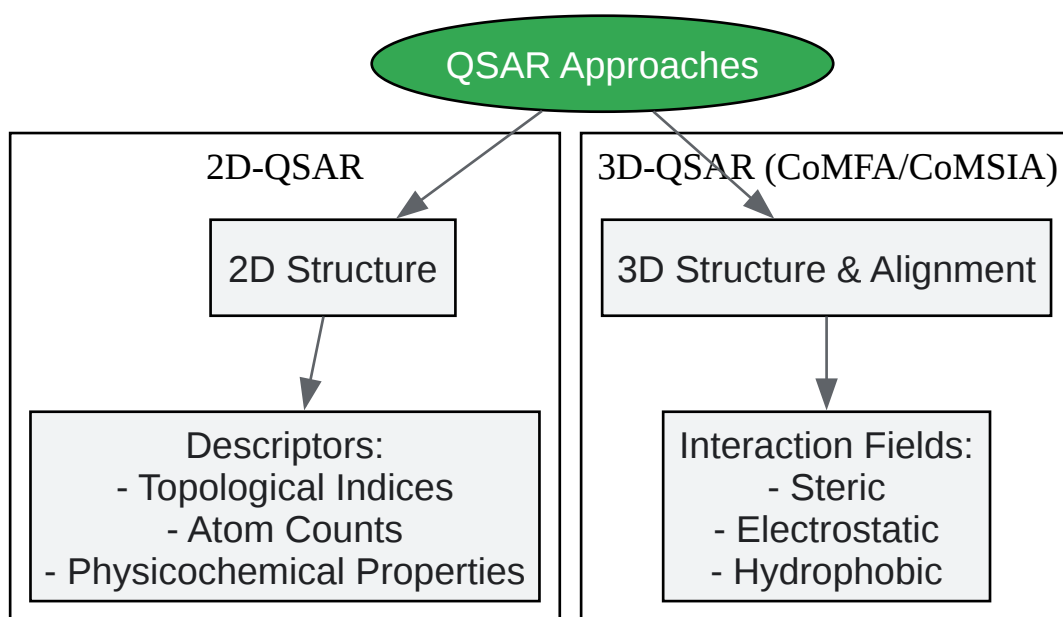 QSAR Approaches
2D-QSAR
2D Structure
Descriptors:
- Topological Indices
- Atom Counts
- Physicochemical Properties
3D-QSAR (CoMFA/CoMSIA)
3D Structure & Alignment
Interaction Fields:
- Steric
- Electrostatic
- Hydrophobic